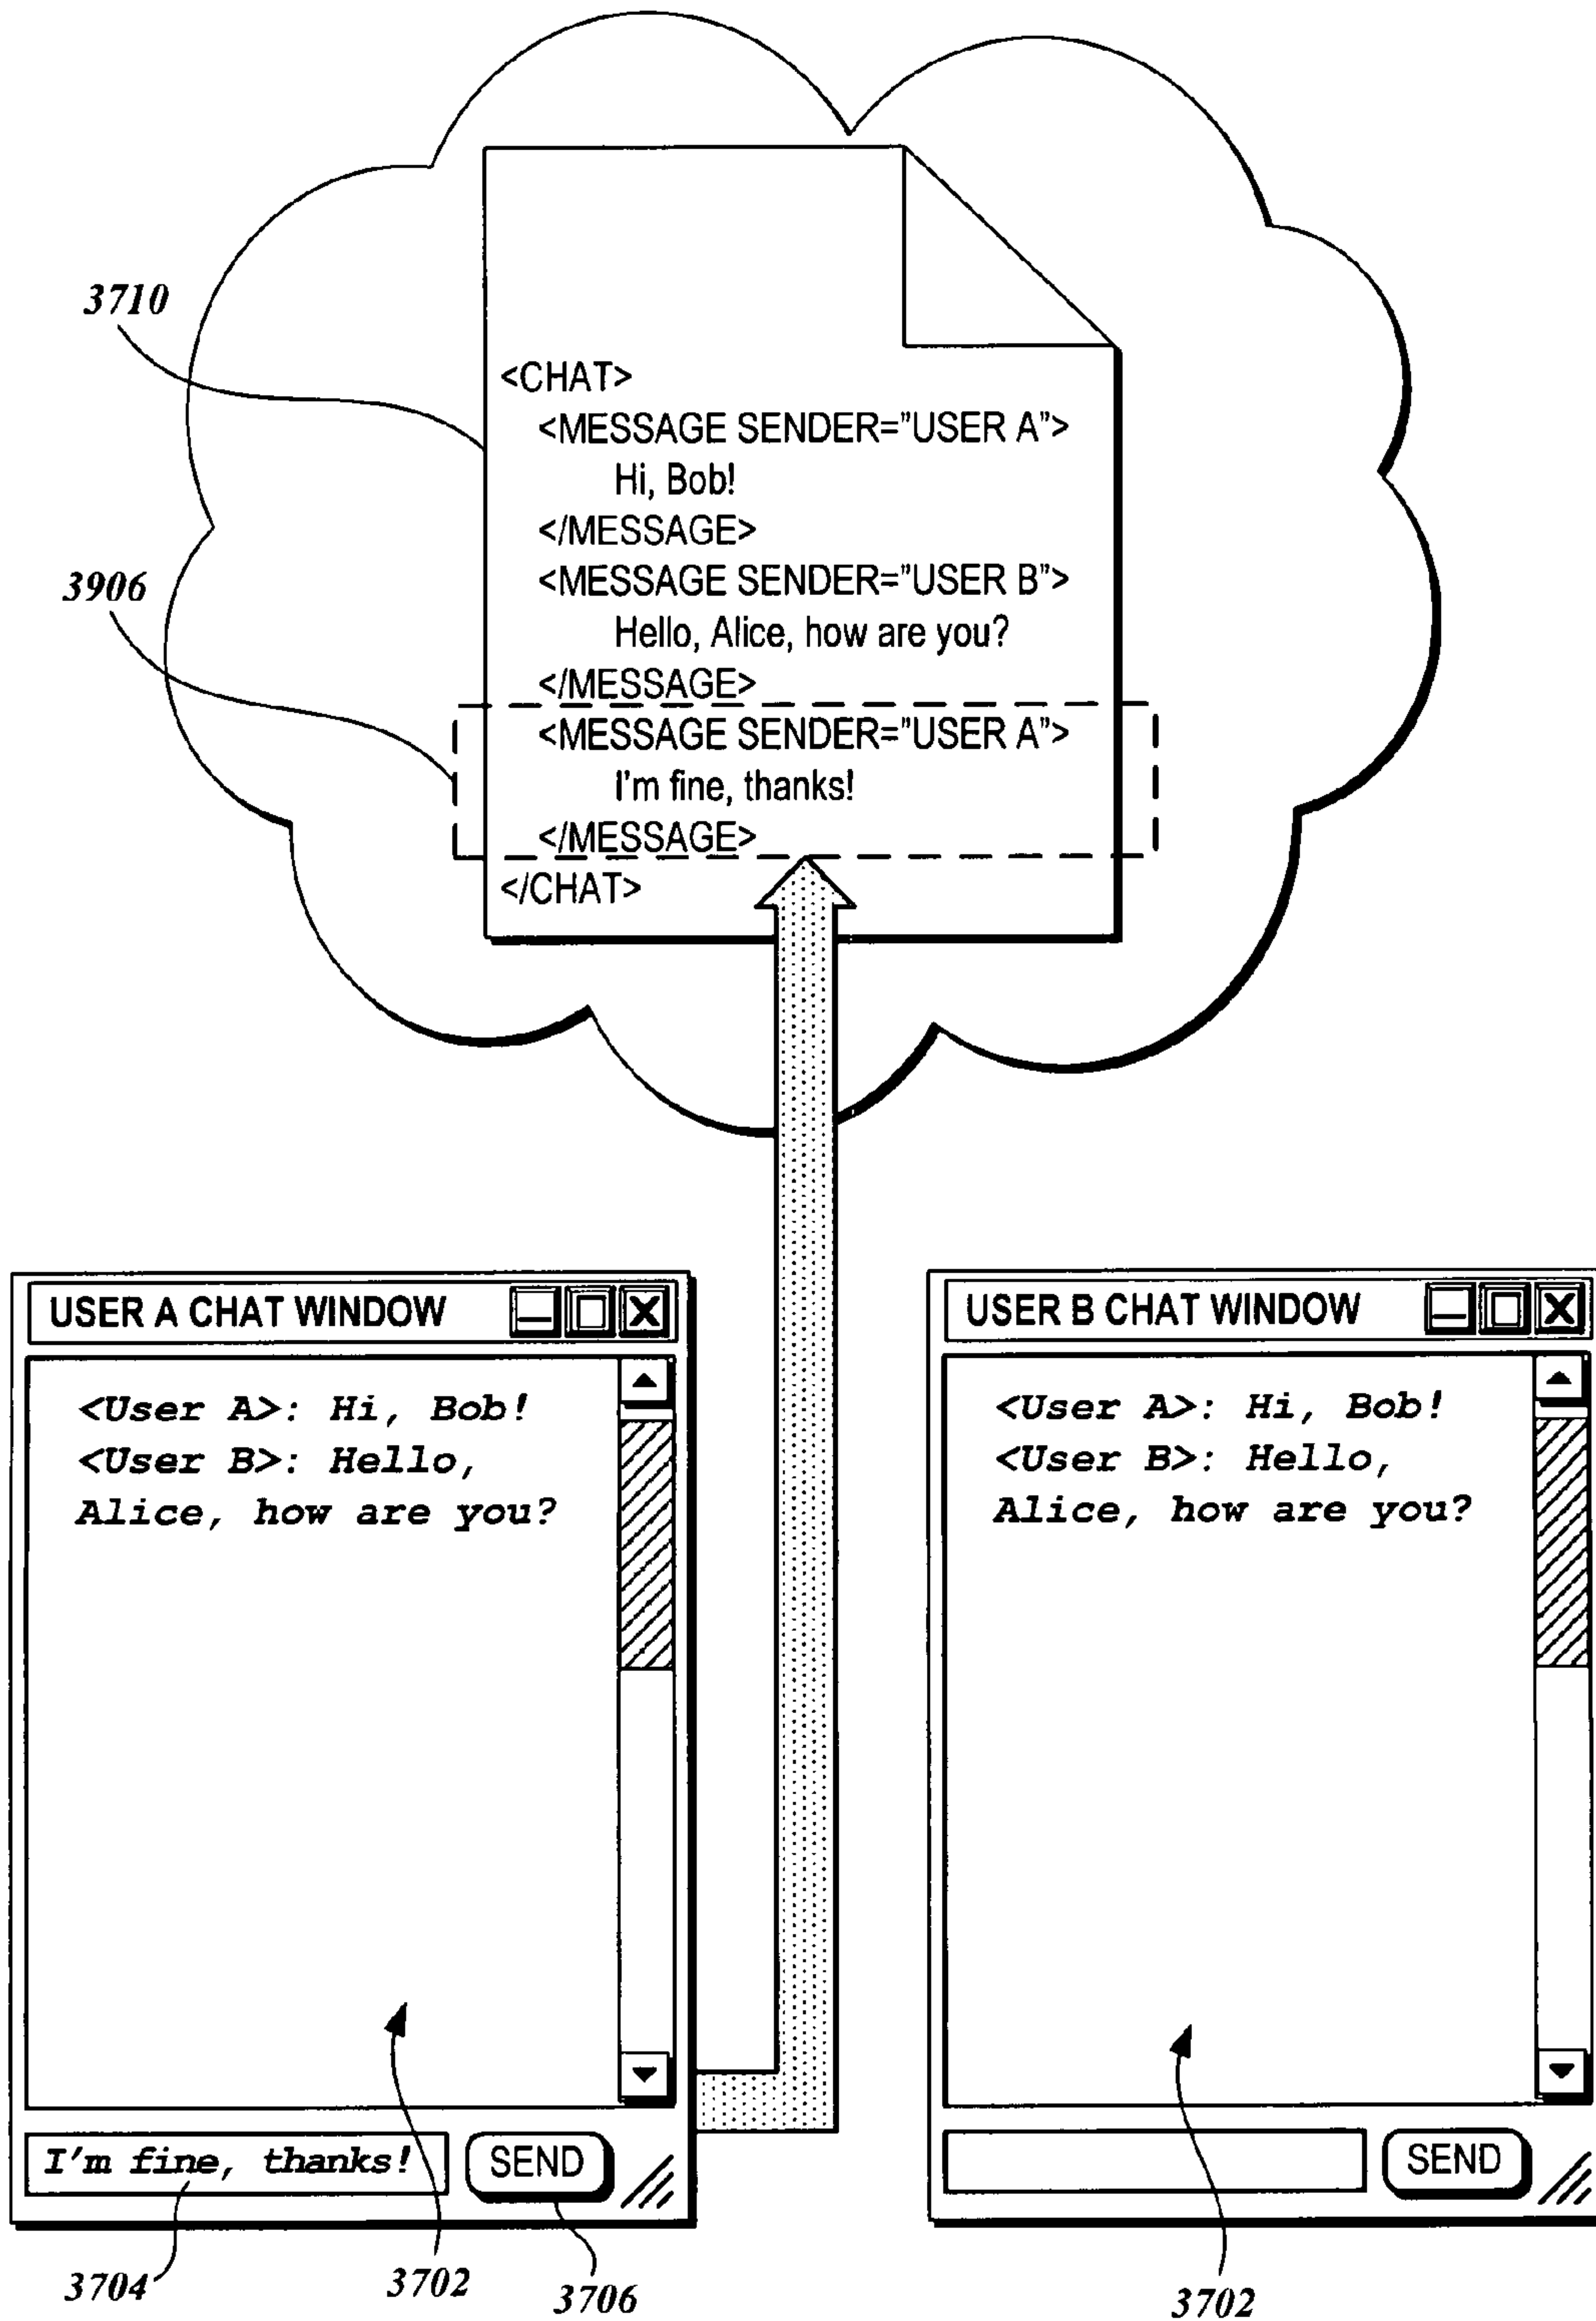 3710
<CHAT>
<MESSAGE SENDER="USER A">
Hi, Bob!
</MESSAGE>
3906
<MESSAGE SENDER="USER B">
Hello, Alice, how are you?
</MESSAGE>
<MESSAGE SENDER="USER A">
I'm fine, thanks!
</MESSAGE>
</CHAT>
USER A CHAT WINDOW
<User A>: Hi, Bob!
<User B>: Hello,
Alice, how are you?
I'm fine, thanks!
SEND
3704
3702
3706
USER B CHAT WINDOW
<User A>: Hi, Bob!
<User B>: Hello,
Alice, how are you?
SEND
3702